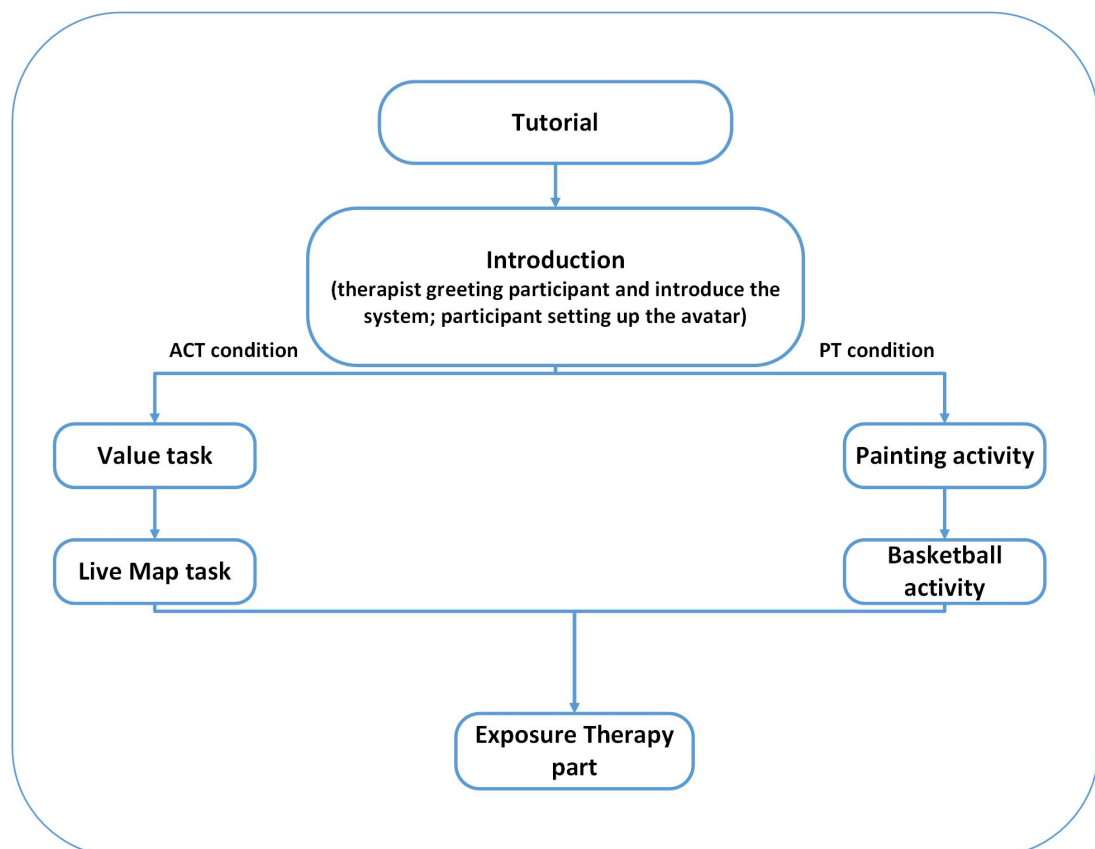 Tutorial
Introduction
(therapist greeting participant and introduce the
system; participant setting up the avatar)
ACT condition
PT condition
Value task
Painting activity
Live Map task
Basketball
activity
Exposure Therapy
part